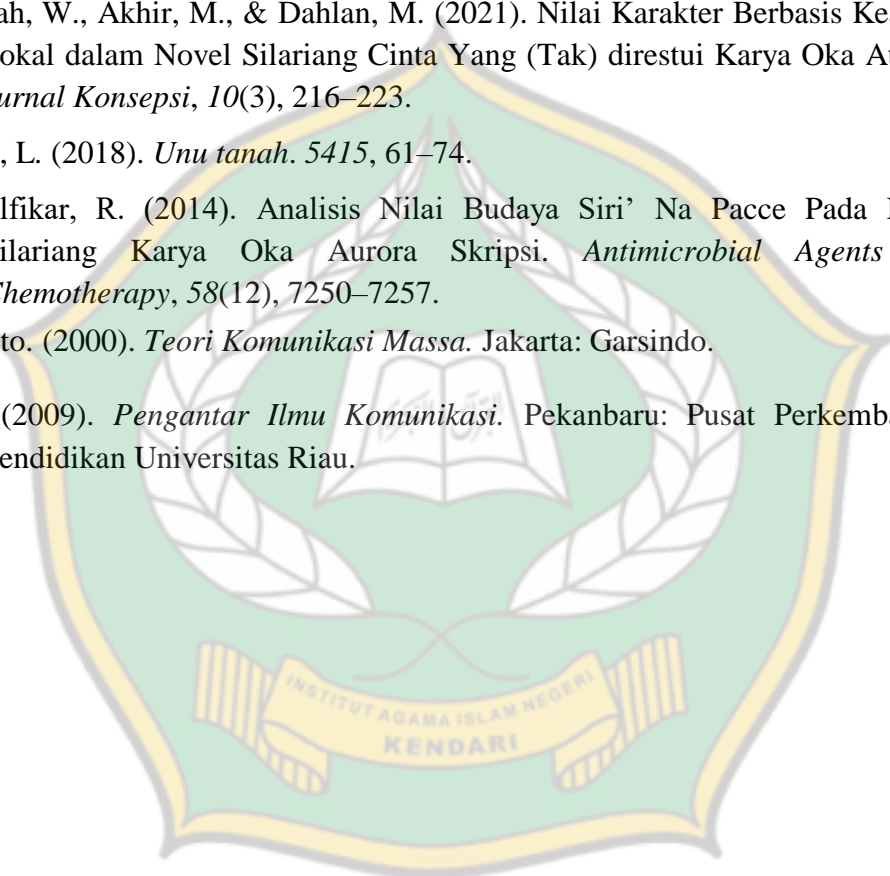 ah, W., Akhir, M., & Dahlan, M. (2021). Nilai Karakter Berbasis Kea
okal dalam Novel Silariang Cinta Yang (Tak) direstui Karya Oka Au
urnal Konsepsi, 10(3), 216–223.
, L. (2018). Unu tanah. 5415, 61–74.
lfikar, R. (2014). Analisis Nilai Budaya Siri’ Na Pacce Pada
ilariang Karya Oka Aurora Skripsi. Antimicrobial Agents
Chemotherapy, 58(12), 7250–7257.
to. (2000). Teori Komunikasi Massa. Jakarta: Garsindo.
(2009). Pengantar Ilmu Komunikasi. Pekanbaru: Pusat Perkemba
endidikan Universitas Riau.
INSTITUT AGAMA ISLAM NEGERI
KENDARI